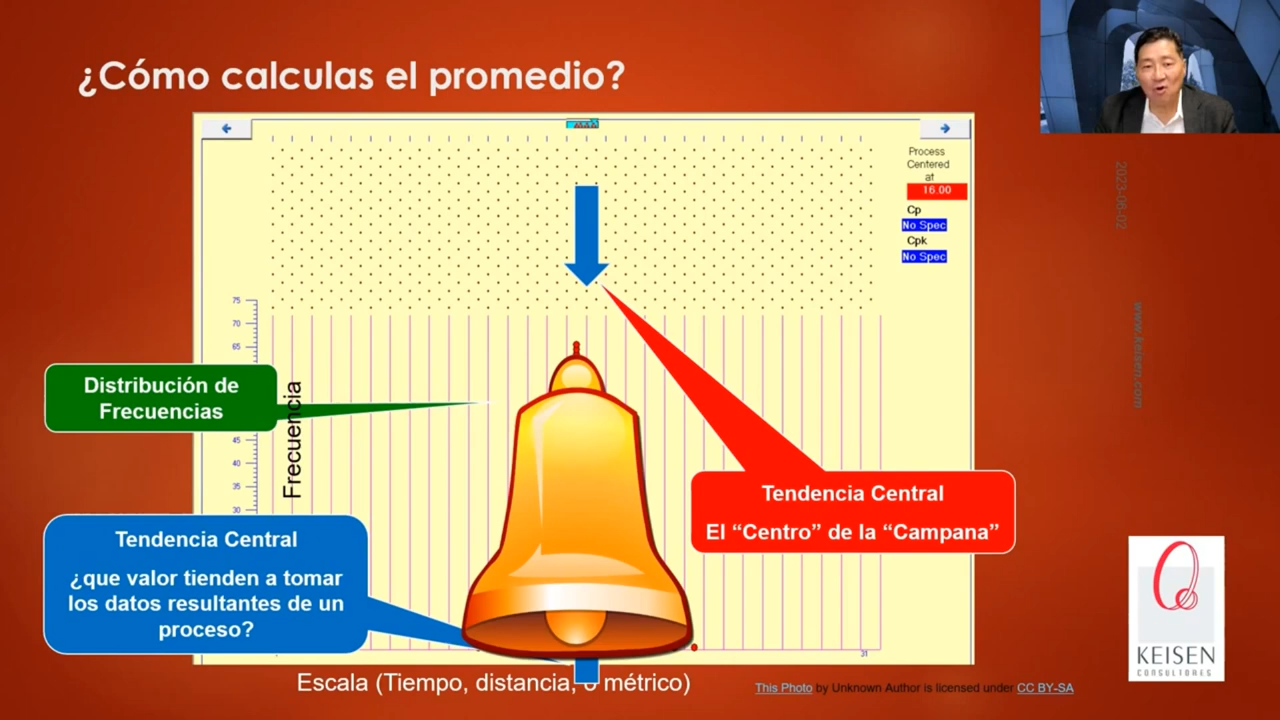 ¿Cómo calculas el promedio?
Process
Centered
at
16.00
Cp
No Spec
Cpk
No Spec
2023-06-02
www.keisen.com
75
70
65
Distribución de
Frecuencias
Frecuencia
45
40
35
30
Tendencia Central
El “Centro” de la “Campana”
Tendencia Central
¿que valor tienden a tomar
los datos resultantes de un
proceso?
31
Escala (Tiempo, distancia, o métrico)
This Photo by Unknown Author is licensed under CC BY-SA
KEISEN
CONSULTORES